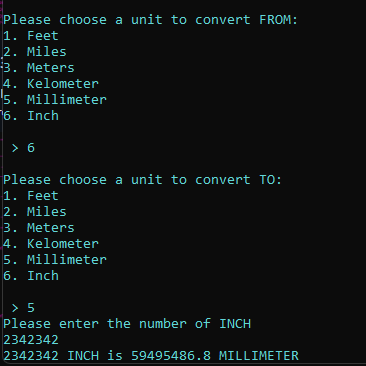 Please choose a unit to convert FROM:
1. Feet
2. Miles
3. Meters
4. Kelometer
5. Millimeter
6. Inch
> 6
Please choose a unit to convert TO:
1. Feet
2. Miles
3. Meters
4. Kelometer
5. Millimeter
6. Inch
> 5
Please enter the number of INCH
2342342
2342342 INCH is 59495486.8 MILLIMETER